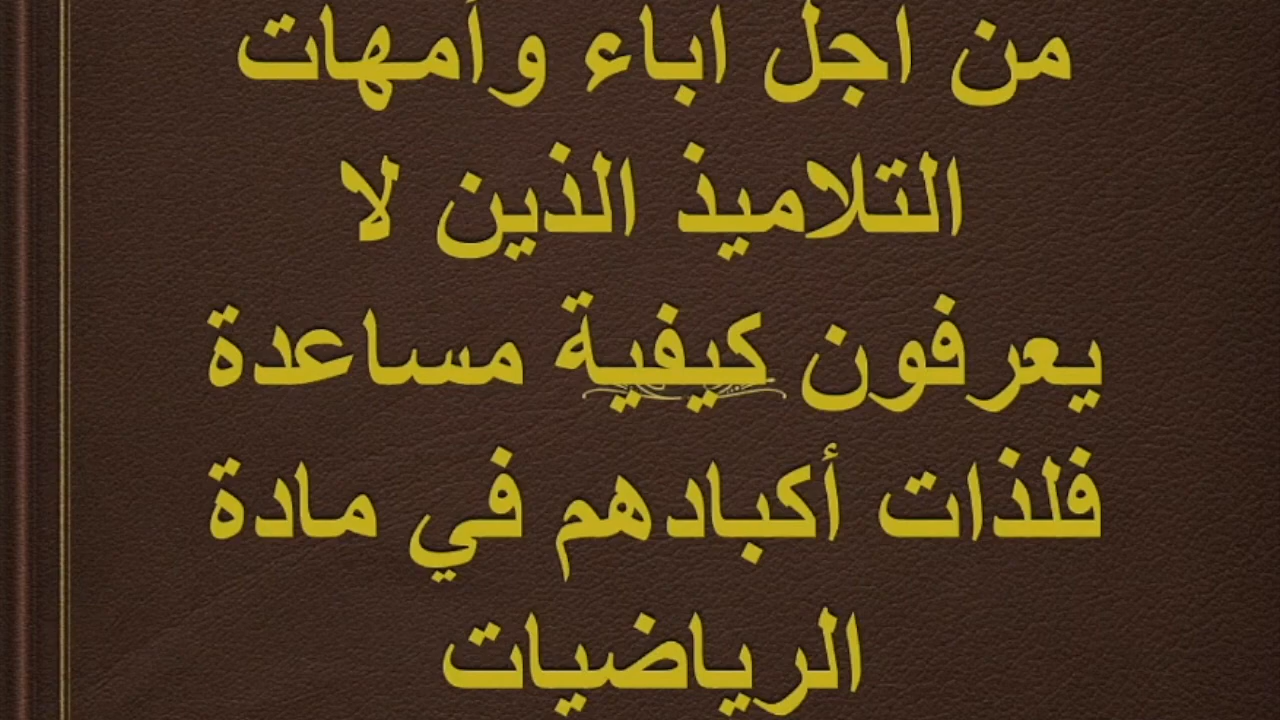 من اجل اباء وأمهات
التلاميذ الذين لا
يعرفون كيفية مساعدة
فلذات أكبادهم في مادة
الرياضيات